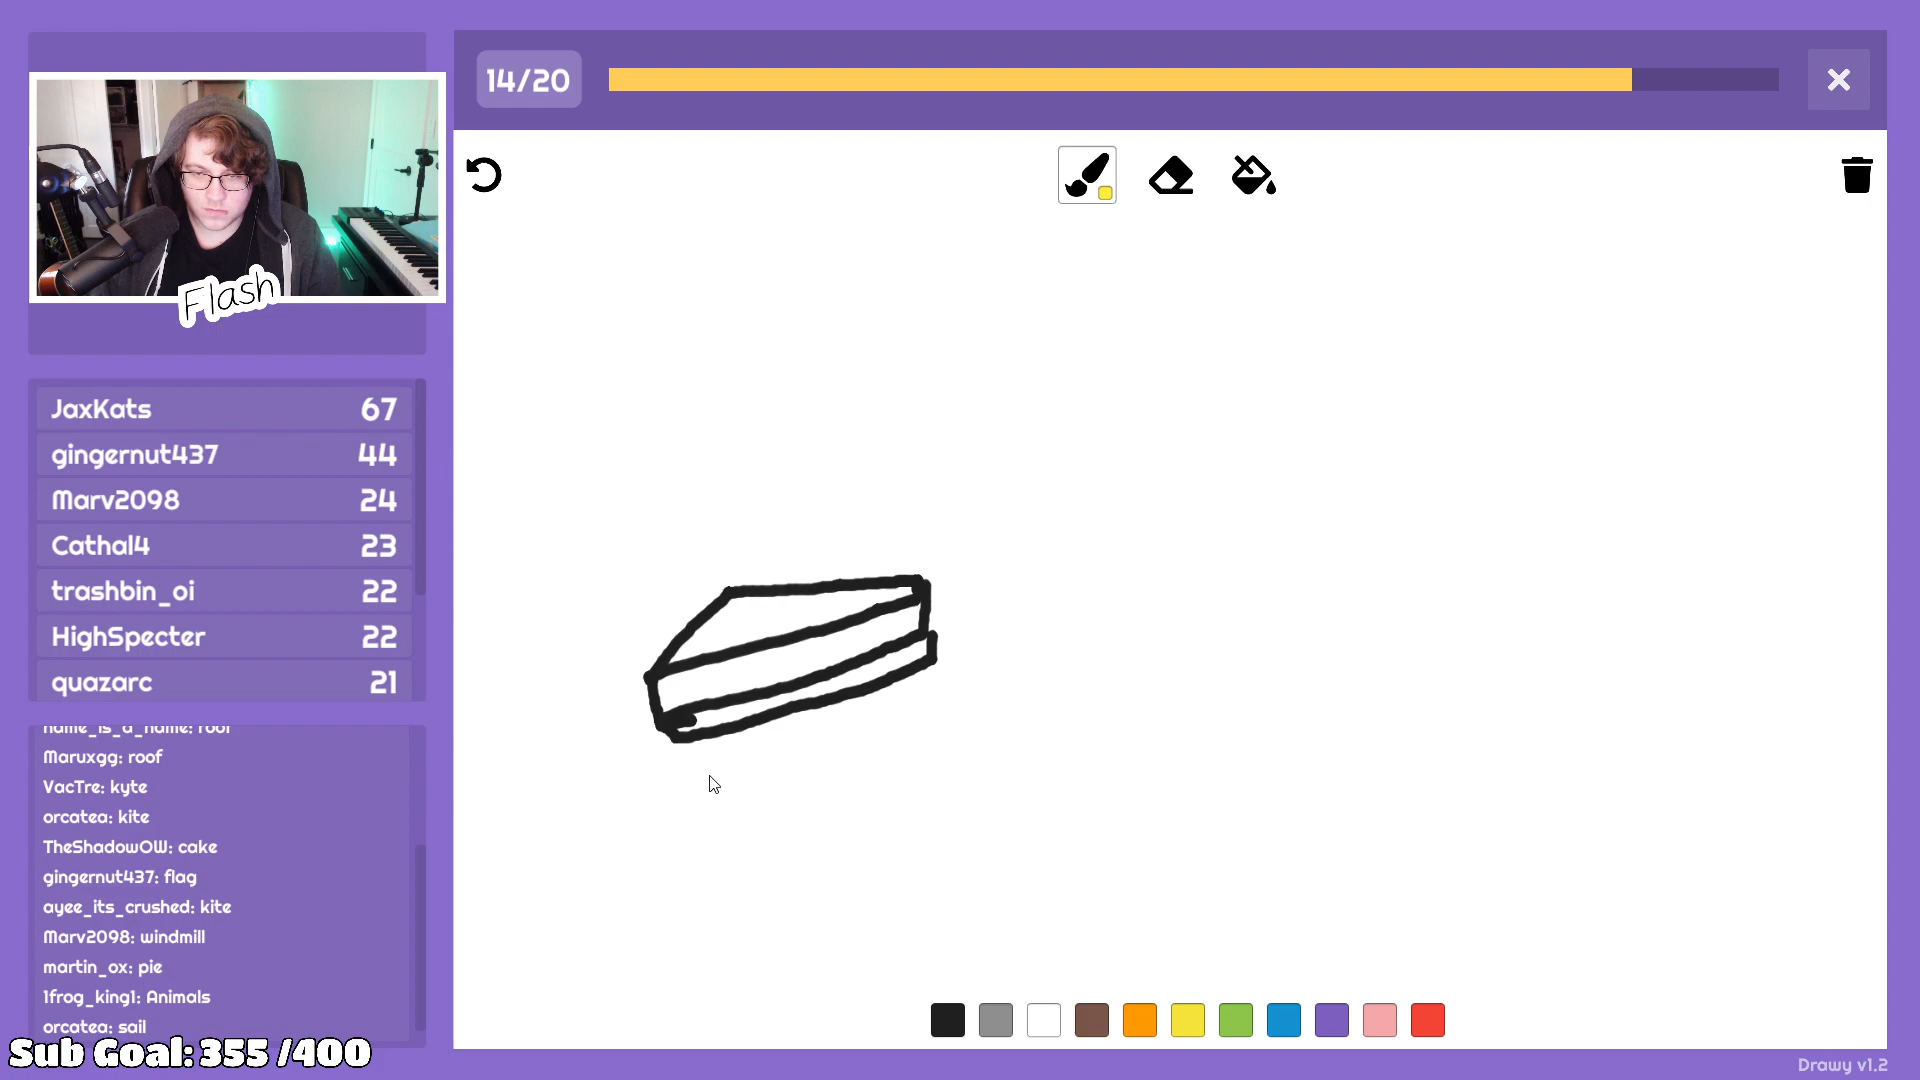 14/20
Flash
JaxKats 67
gingernut437 44
Marv2098 24
Cathal4 23
trashbin_oi 22
HighSpecter 22
quazarc 21
name_is_a_name: roof
Maruxgg: roof
VacTre: kyte
orcatea: kite
TheShadowOW: cake
gingernut437: flag
ayee_its_crushed: kite
Marv2098: windmill
martin_ox: pie
1frog_king1: Animals
orcatea: sail
Sub Goal: 355 /400
Drawy v1.2